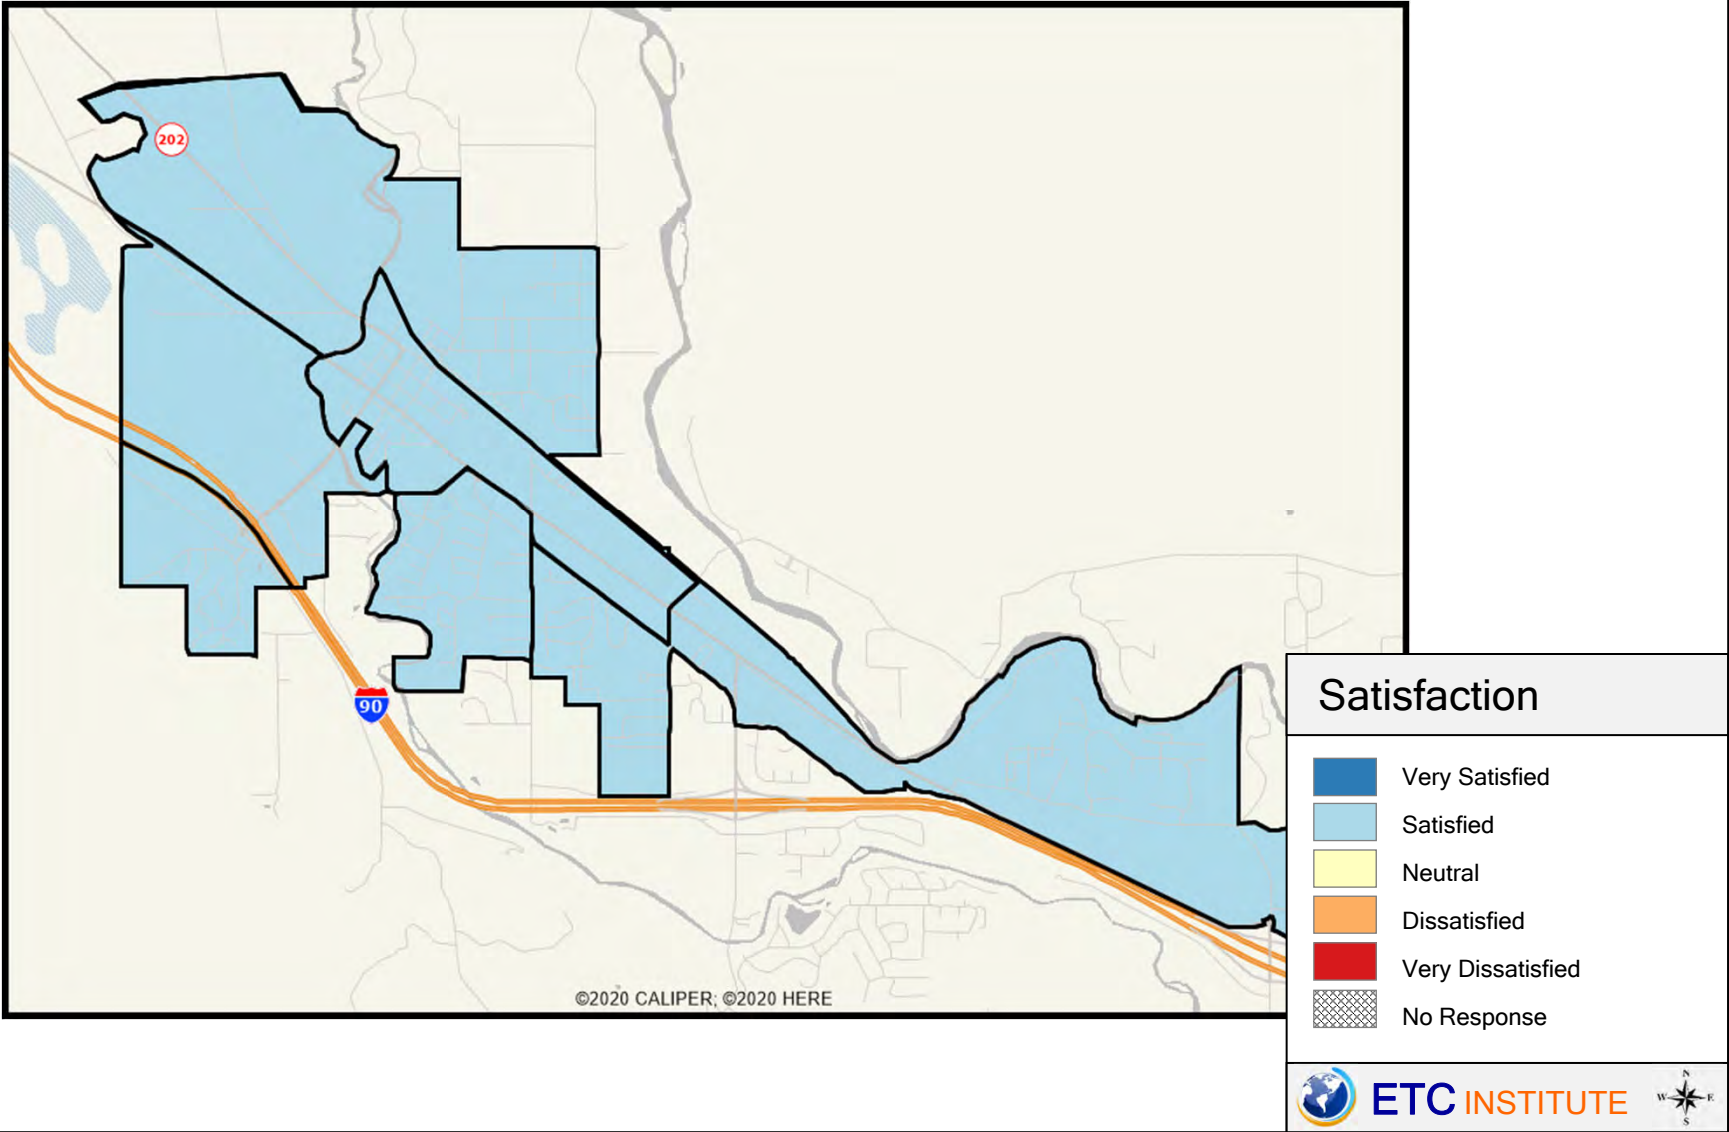 202
90
©2020 CALIPER; ©2020 HERE
Satisfaction
Very Satisfied
Satisfied
Neutral
Dissatisfied
Very Dissatisfied
No Response
ETC INSTITUTE
N
W E
S